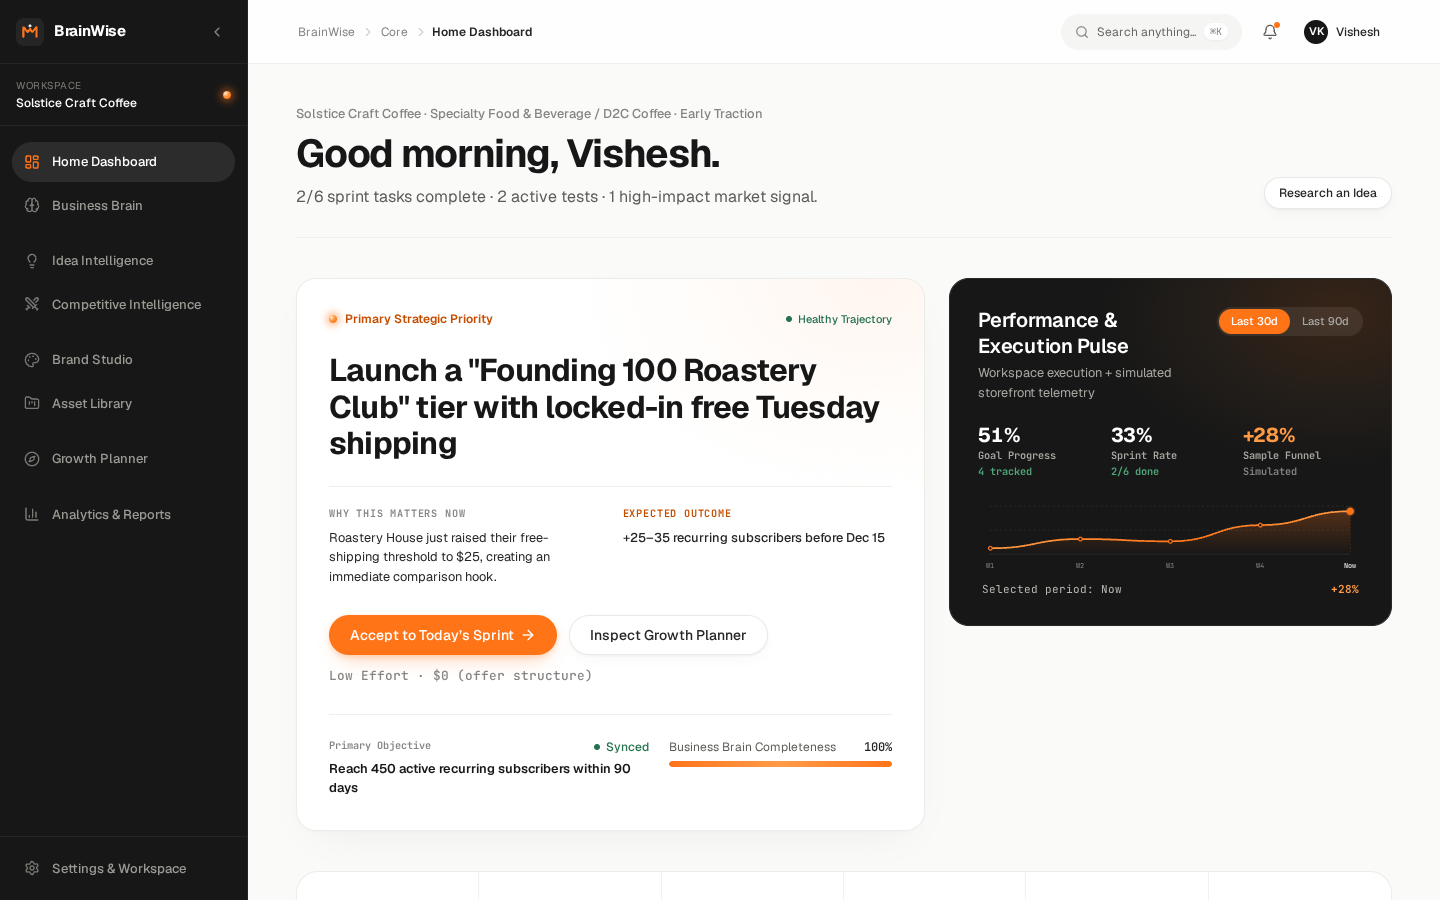 BrainWise
WORKSPACE
Solstice Craft Coffee
Home Dashboard
Business Brain
Idea Intelligence
Competitive Intelligence
Brand Studio
Asset Library
Growth Planner
Analytics & Reports
Settings & Workspace
BrainWise Core Home Dashboard
Search anything... ⌘K
VK Vishesh
Solstice Craft Coffee · Specialty Food & Beverage / D2C Coffee · Early Traction
Good morning, Vishesh.
2/6 sprint tasks complete · 2 active tests · 1 high-impact market signal.
Research an Idea
Primary Strategic Priority
Healthy Trajectory
Launch a "Founding 100 Roastery
Club" tier with locked-in free Tuesday
shipping
WHY THIS MATTERS NOW
Roastery House just raised their free-
shipping threshold to $25, creating an
immediate comparison hook.
EXPECTED OUTCOME
+25–35 recurring subscribers before Dec 15
Accept to Today's Sprint →
Inspect Growth Planner
Low Effort · $0 (offer structure)
Primary Objective
Synced
Reach 450 active recurring subscribers within 90
days
Business Brain Completeness 100%
Performance &
Execution Pulse
Last 30d Last 90d
Workspace execution + simulated
storefront telemetry
51% 33% +28%
Goal Progress Sprint Rate Sample Funnel
4 tracked 2/6 done Simulated
W1 W2 W3 W4 Now
Selected period: Now +28%